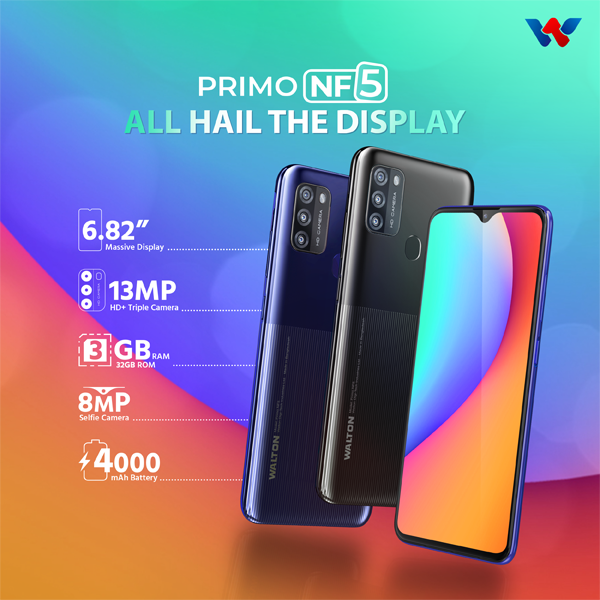 PRIMO NF5
ALL HAIL THE DISPLAY
6.82”
Massive Display
13MP
HD+ Triple Camera
3 GB RAM
32GB ROM
8MP
Selfie Camera
4000
mAh Battery
HD CAMERA
HD CAMERA
WALTON
WALTON